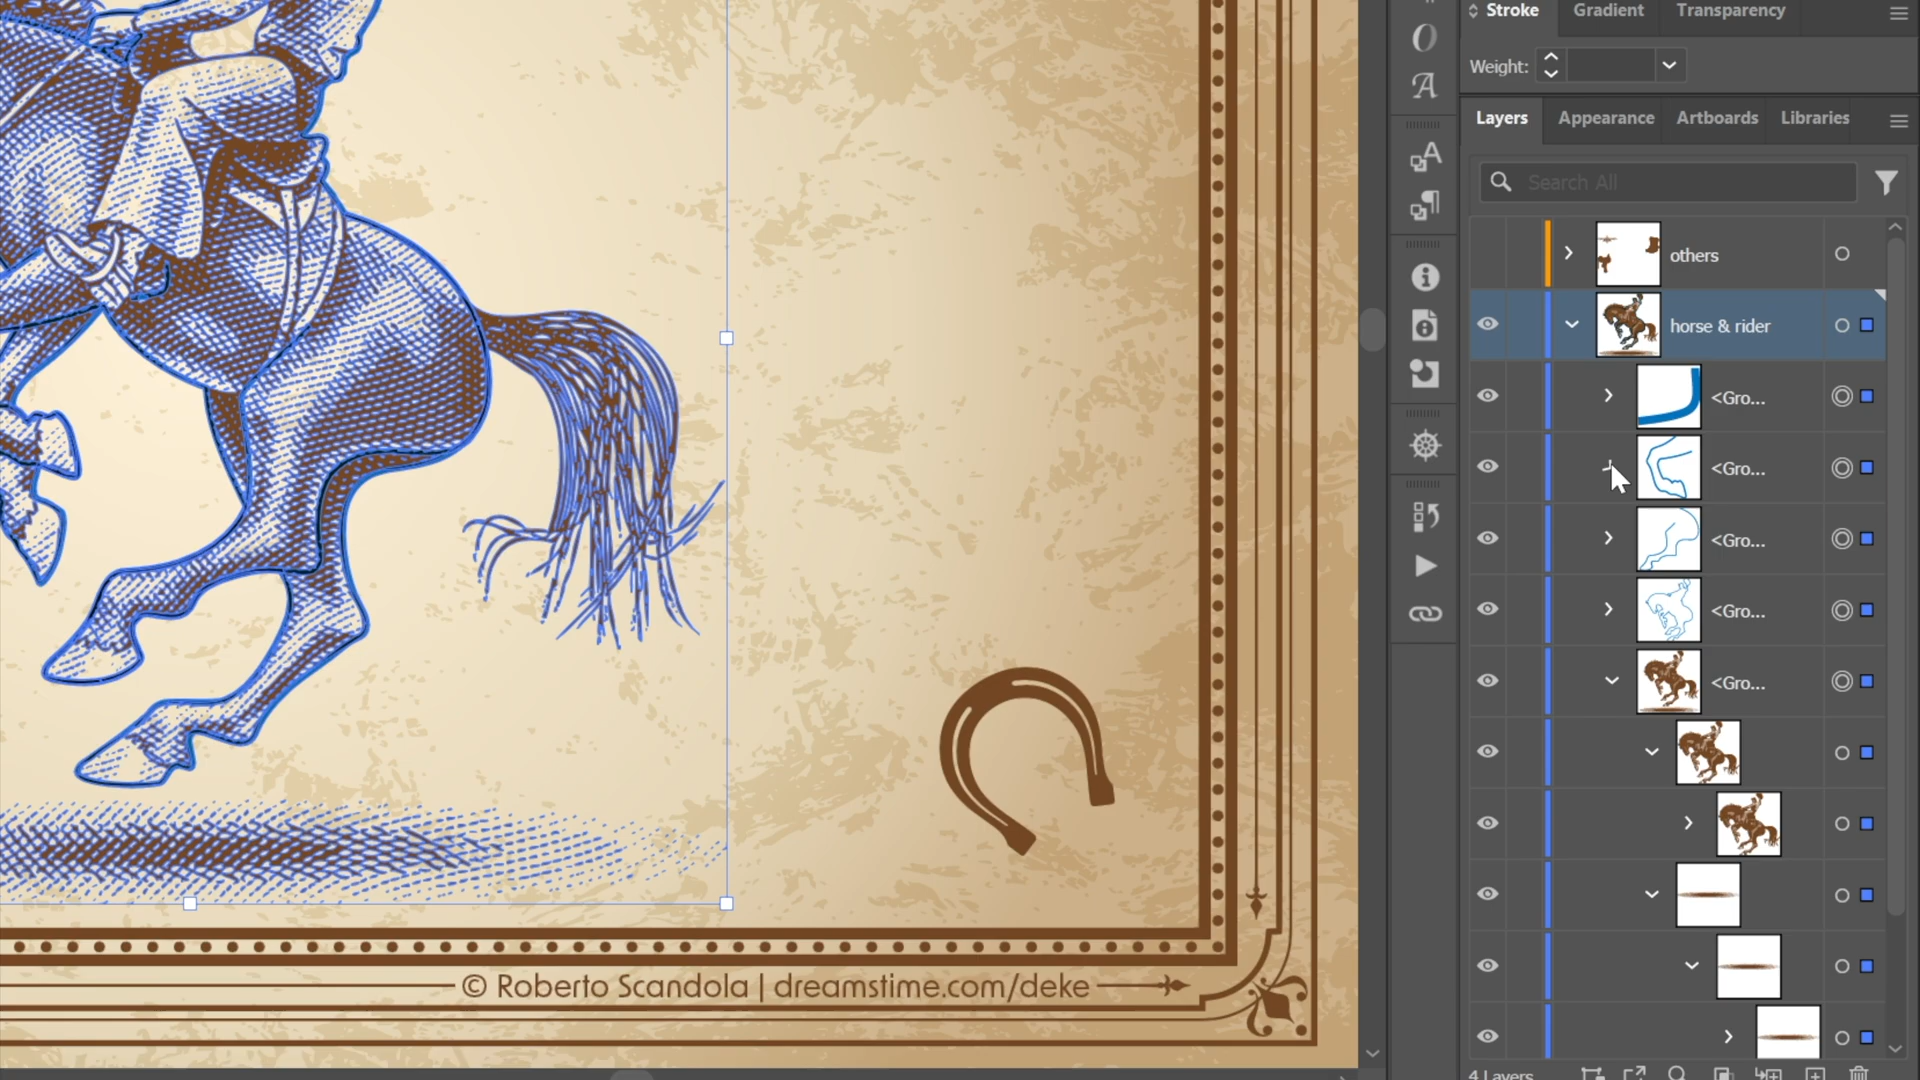 Stroke Gradient Transparency
Weight:
Layers Appearance Artboards Libraries
Search All
others
horse & rider
<Gro...
<Gro...
<Gro...
<Gro...
<Gro...
© Roberto Scandola | dreamstime.com/deke
4 Layers